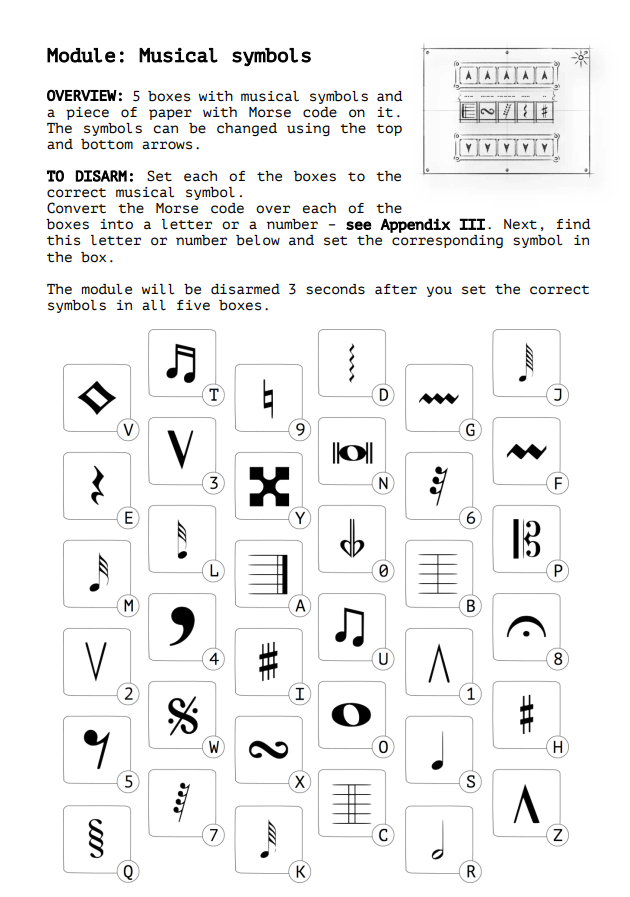 Module: Musical symbols
OVERVIEW: 5 boxes with musical symbols and
a piece of paper with Morse code on it.
The symbols can be changed using the top
and bottom arrows.
TO DISARM: Set each of the boxes to the
correct musical symbol.
Convert the Morse code over each of the
boxes into a letter or a number – see Appendix III. Next, find
this letter or number below and set the corresponding symbol in
the box.
The module will be disarmed 3 seconds after you set the correct
symbols in all five boxes.
T D J
V 9 G
3 N F
E Y 6
L 0 P
M A B
4 U 8
2 I 1
W O H
5 X S
7 C Z
Q K R